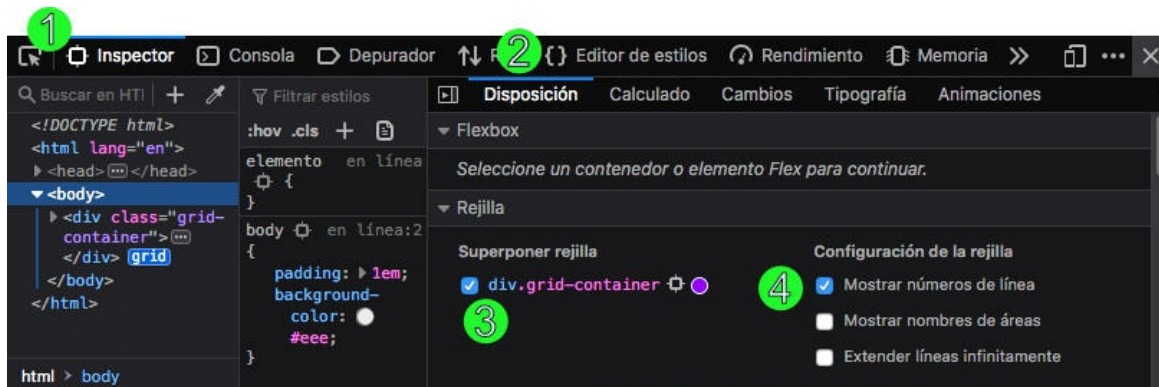 1
Inspector Consola Depurador 2 {} Editor de estilos Rendimiento Memoria
Buscar en HTI + Filtrar estilos Disposición Calculado Cambios Tipografía Animaciones
<!DOCTYPE html>
<html lang="en">
<head> ··· </head>
<body>
<div class="grid-
container"> ···
</div> grid
</body>
</html>
html > body
:hov .cls +
elemento en línea
{
}
body en línea:2
{
padding: 1em;
background-
color:
#eee;
}
Flexbox
Seleccione un contenedor o elemento Flex para continuar.
Rejilla
Superponer rejilla
div.grid-container
3
Configuración de la rejilla
4 Mostrar números de línea
Mostrar nombres de áreas
Extender líneas infinitamente